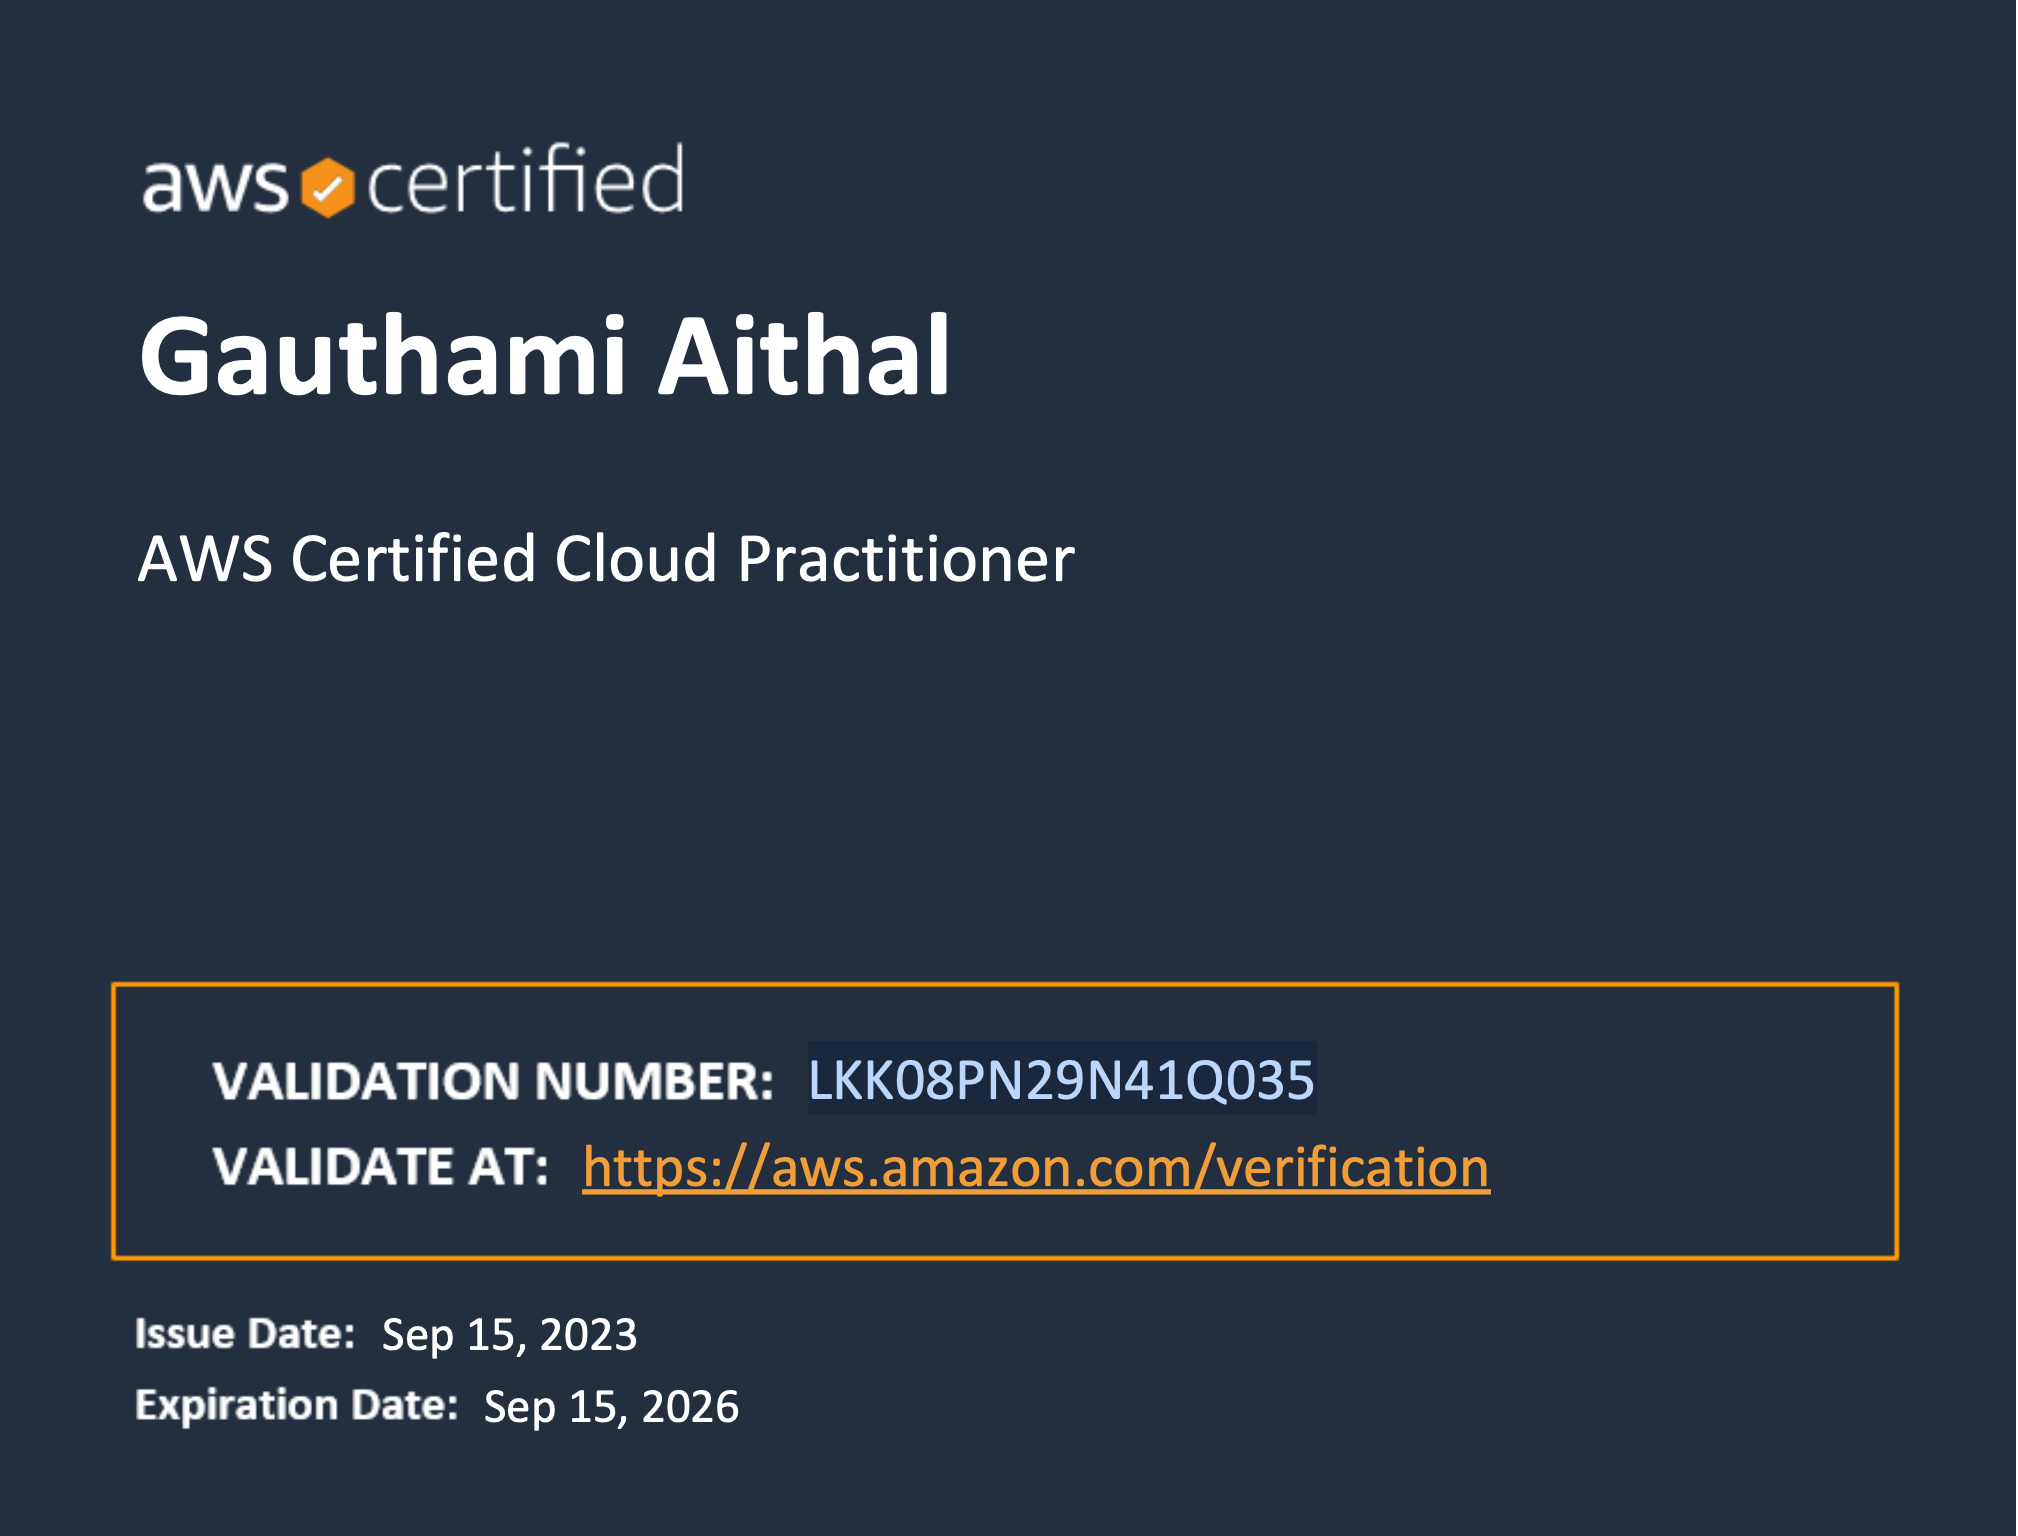 aws certified
Gauthami Aithal
AWS Certified Cloud Practitioner
VALIDATION NUMBER: LKK08PN29N41Q035
VALIDATE AT: https://aws.amazon.com/verification
Issue Date: Sep 15, 2023
Expiration Date: Sep 15, 2026